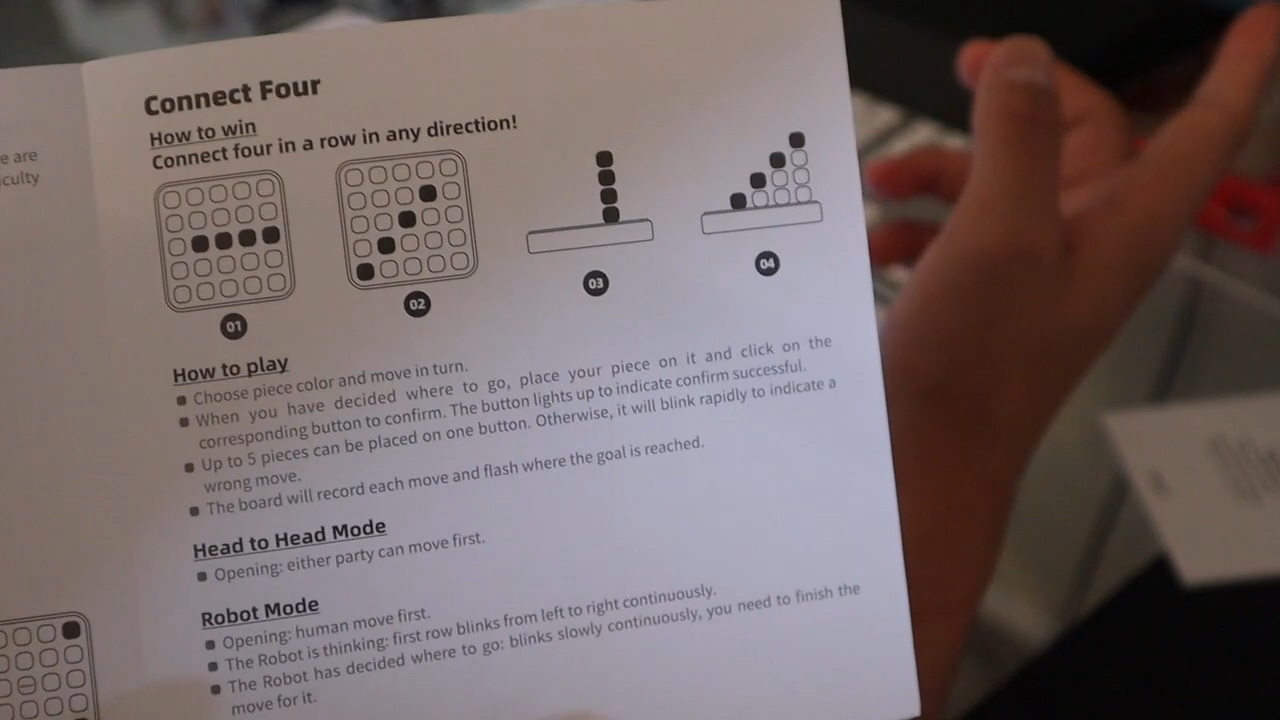 e are
iculty
Connect Four
How to win
Connect four in a row in any direction!
01
02
03
04
How to play
Choose piece color and move in turn.
When you have decided where to go, place your piece on it and click on the
corresponding button to confirm. The button lights up to indicate confirm successful.
Up to 5 pieces can be placed on one button. Otherwise, it will blink rapidly to indicate a
wrong move.
The board will record each move and flash where the goal is reached.
Head to Head Mode
Opening: either party can move first.
Robot Mode
Opening: human move first.
The Robot is thinking: first row blinks from left to right continuously.
The Robot has decided where to go: blinks slowly continuously, you need to finish the
move for it.